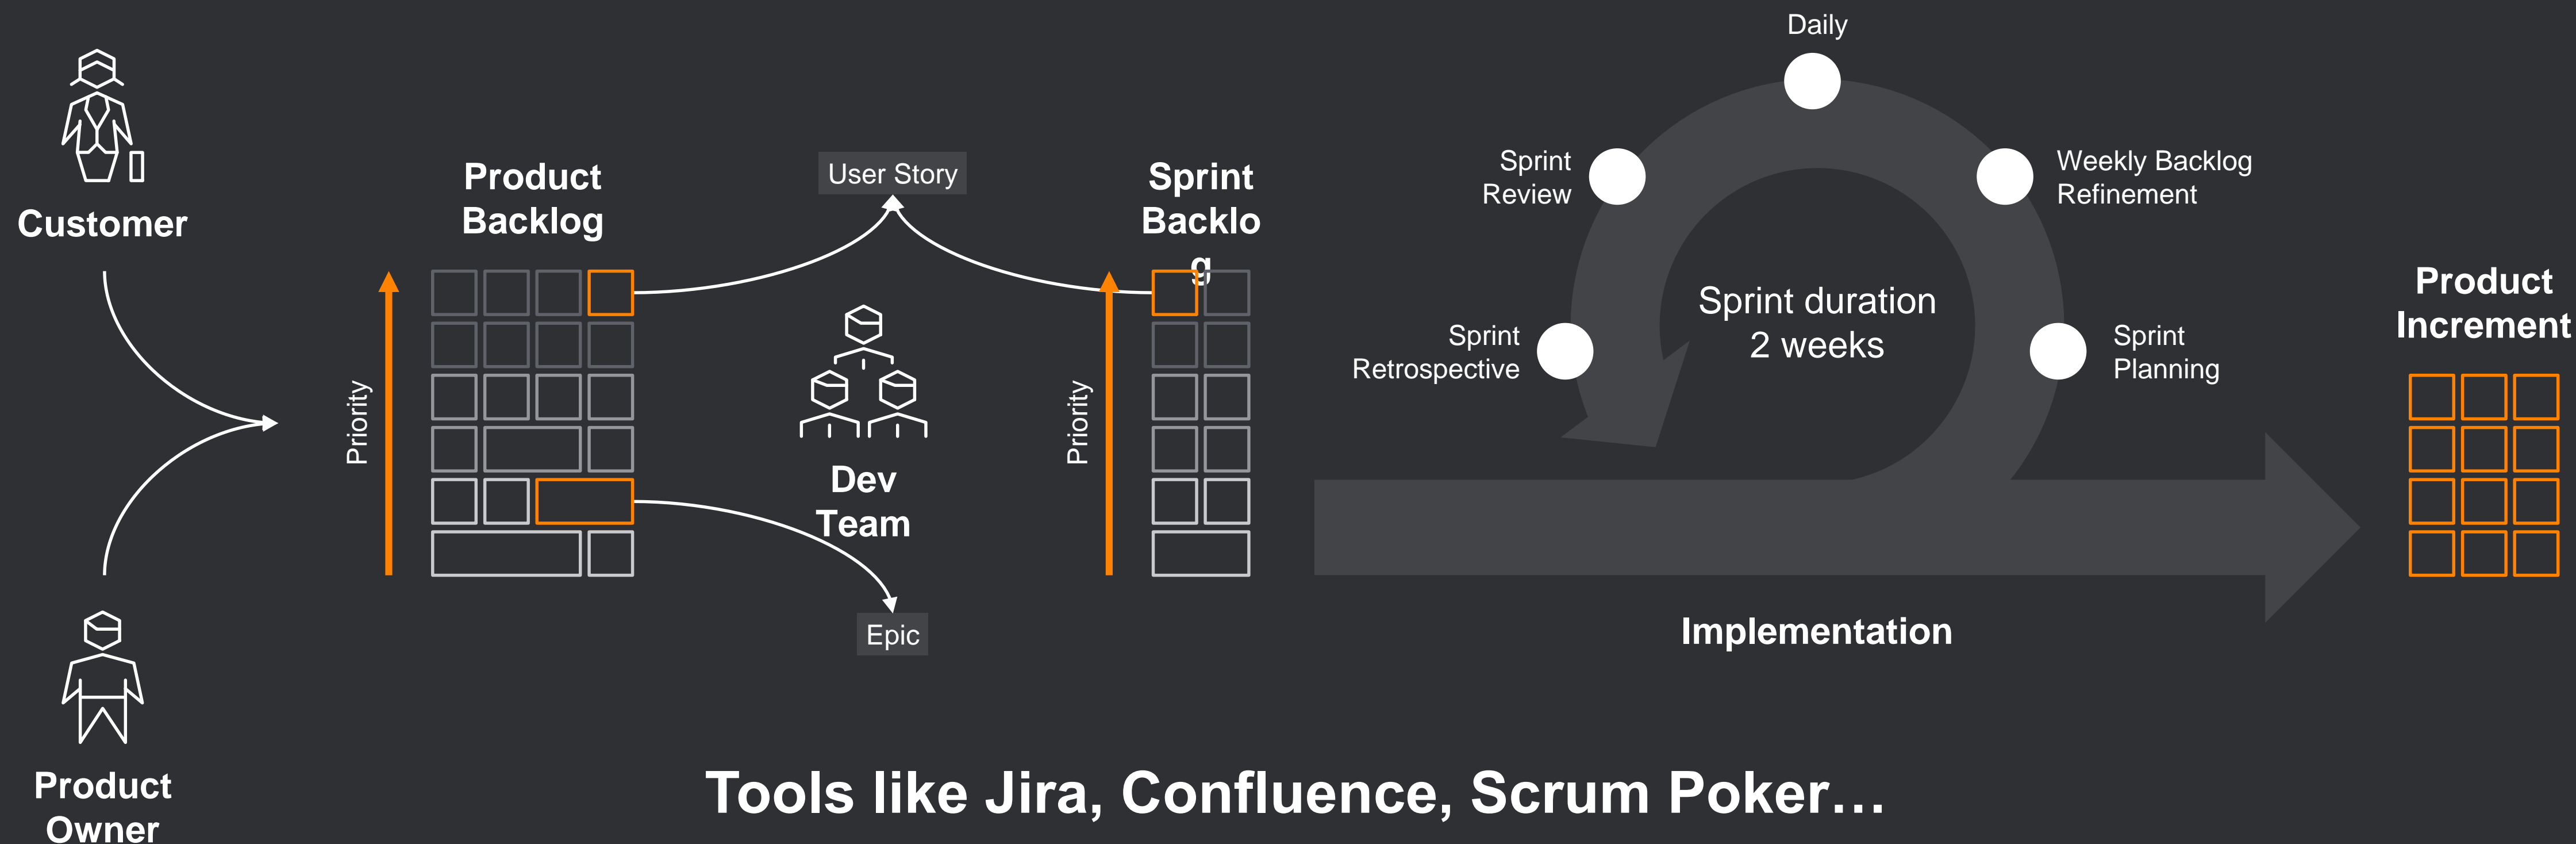 Customer
Product
Owner
Product
Backlog
Priority
User Story
Dev
Team
Epic
Sprint
Backlo
g
Priority
Daily
Sprint
Review
Weekly Backlog
Refinement
Sprint duration
2 weeks
Sprint
Retrospective
Sprint
Planning
Implementation
Product
Increment
Tools like Jira, Confluence, Scrum Poker…